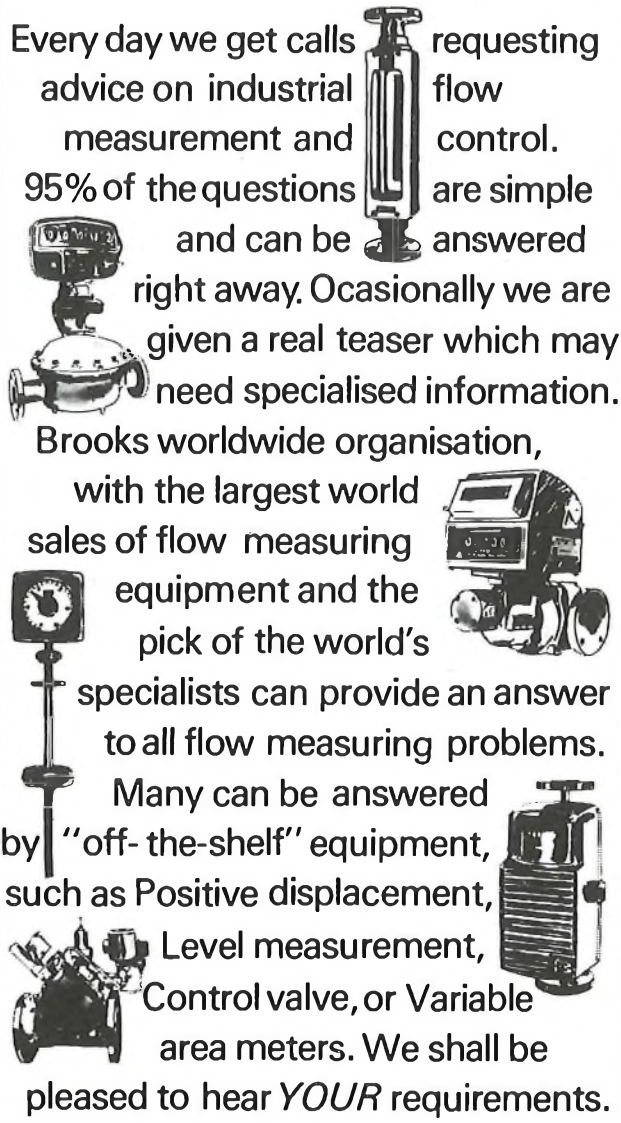 Every day we get calls requesting
advice on industrial flow
measurement and control.
95% of the questions are simple
and can be answered
right away. Ocasionally we are
given a real teaser which may
need specialised information.
Brooks worldwide organisation,
with the largest world
sales of flow measuring
equipment and the
pick of the world's
specialists can provide an answer
to all flow measuring problems.
Many can be answered
by "off- the-shelf" equipment,
such as Positive displacement,
Level measurement,
Control valve, or Variable
area meters. We shall be
pleased to hear YOUR requirements.